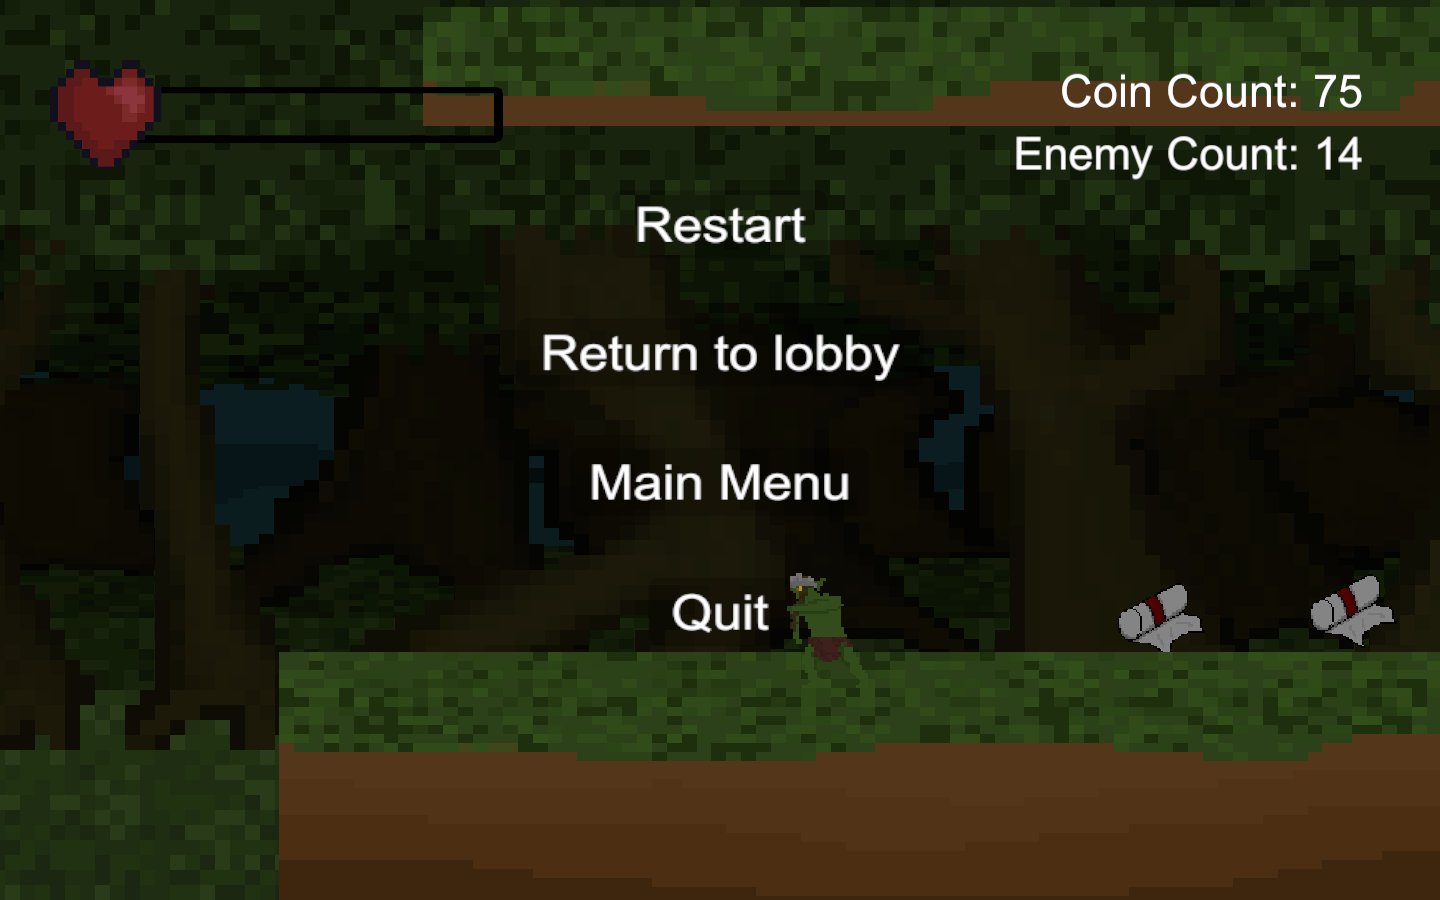 Coin Count: 75
Enemy Count: 14
Restart
Return to lobby
Main Menu
Quit